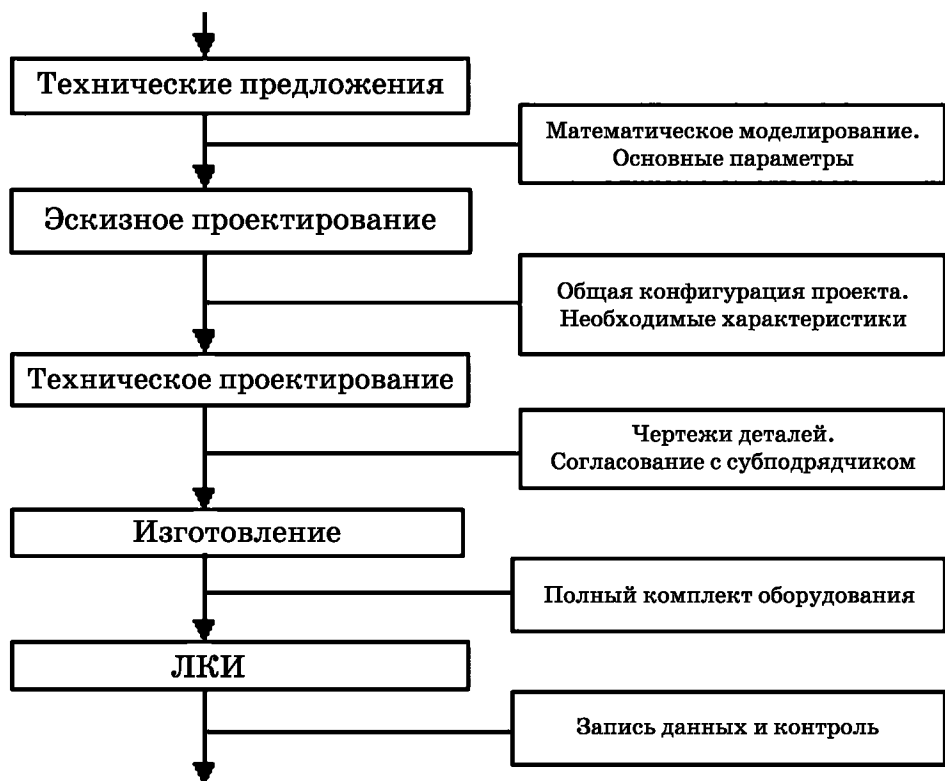 Технические предложения
Математическое моделирование.
Основные параметры
Эскизное проектирование
Общая конфигурация проекта.
Необходимые характеристики
Техническое проектирование
Чертежи деталей.
Согласование с субподрядчиком
Изготовление
Полный комплект оборудования
ЛКИ
Запись данных и контроль